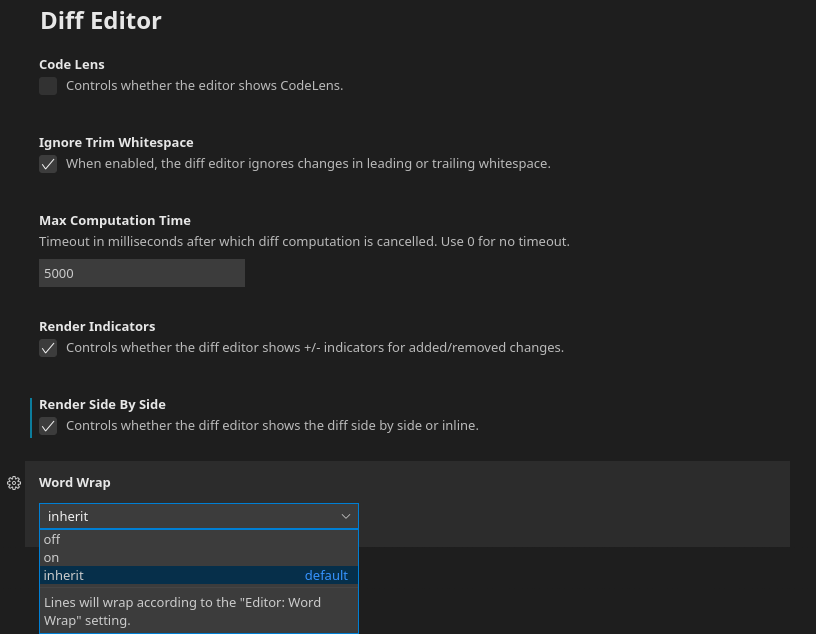 Diff Editor
Code Lens
Controls whether the editor shows CodeLens.
Ignore Trim Whitespace
When enabled, the diff editor ignores changes in leading or trailing whitespace.
Max Computation Time
Timeout in milliseconds after which diff computation is cancelled. Use 0 for no timeout.
5000
Render Indicators
Controls whether the diff editor shows +/- indicators for added/removed changes.
Render Side By Side
Controls whether the diff editor shows the diff side by side or inline.
Word Wrap
inherit
off
on
inherit default
Lines will wrap according to the "Editor: Word
Wrap" setting.